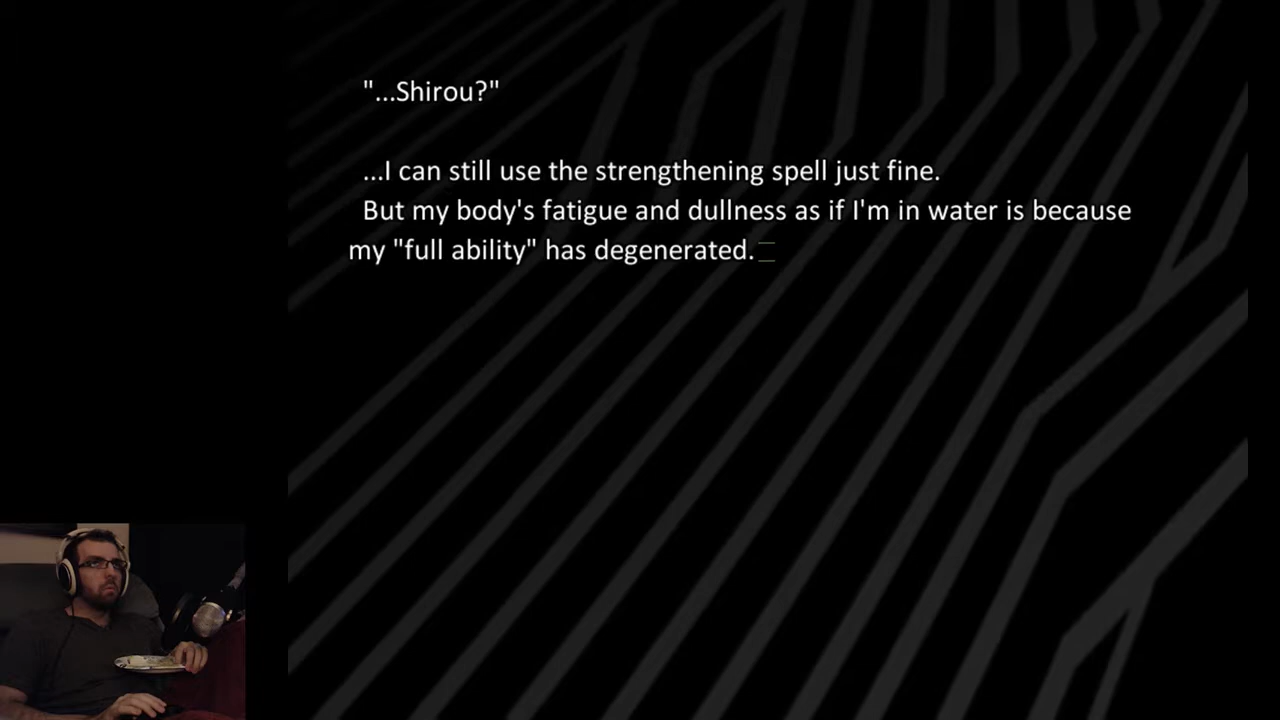 "...Shirou?"
...I can still use the strengthening spell just fine.
But my body's fatigue and dullness as if I'm in water is because
my "full ability" has degenerated.